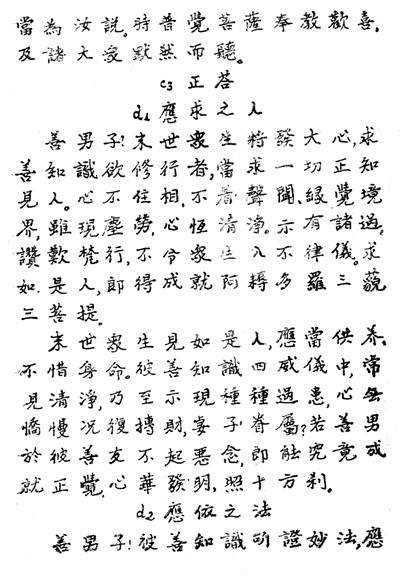 當為汝說。時普覺菩薩奉教歡喜,
及諸大衆默然而聽。
c3 正荅
d1 應求之人
善男子!末世衆生將發大心,求
善知識欲修行者,當求一切正知
見人。心不住相,不着聲聞、緣覺境
界,雖現塵勞,心恆清淨。示有諸過,
讚歎梵行,不令衆生入不律儀。求
如是人,即得成就阿耨多羅三藐
三菩提。
末世衆生見如是人,應當供養,
不惜身命。彼善知識四威儀中,常
見清淨,乃至示現種種過患,心無
憍慢況復摶財,妻子眷屬?若善男
於彼善友不起惡念,即能究竟成
就正覺,心華發明,照十方刹。
d2 應依之法
善男子!彼善知識所證妙法,應